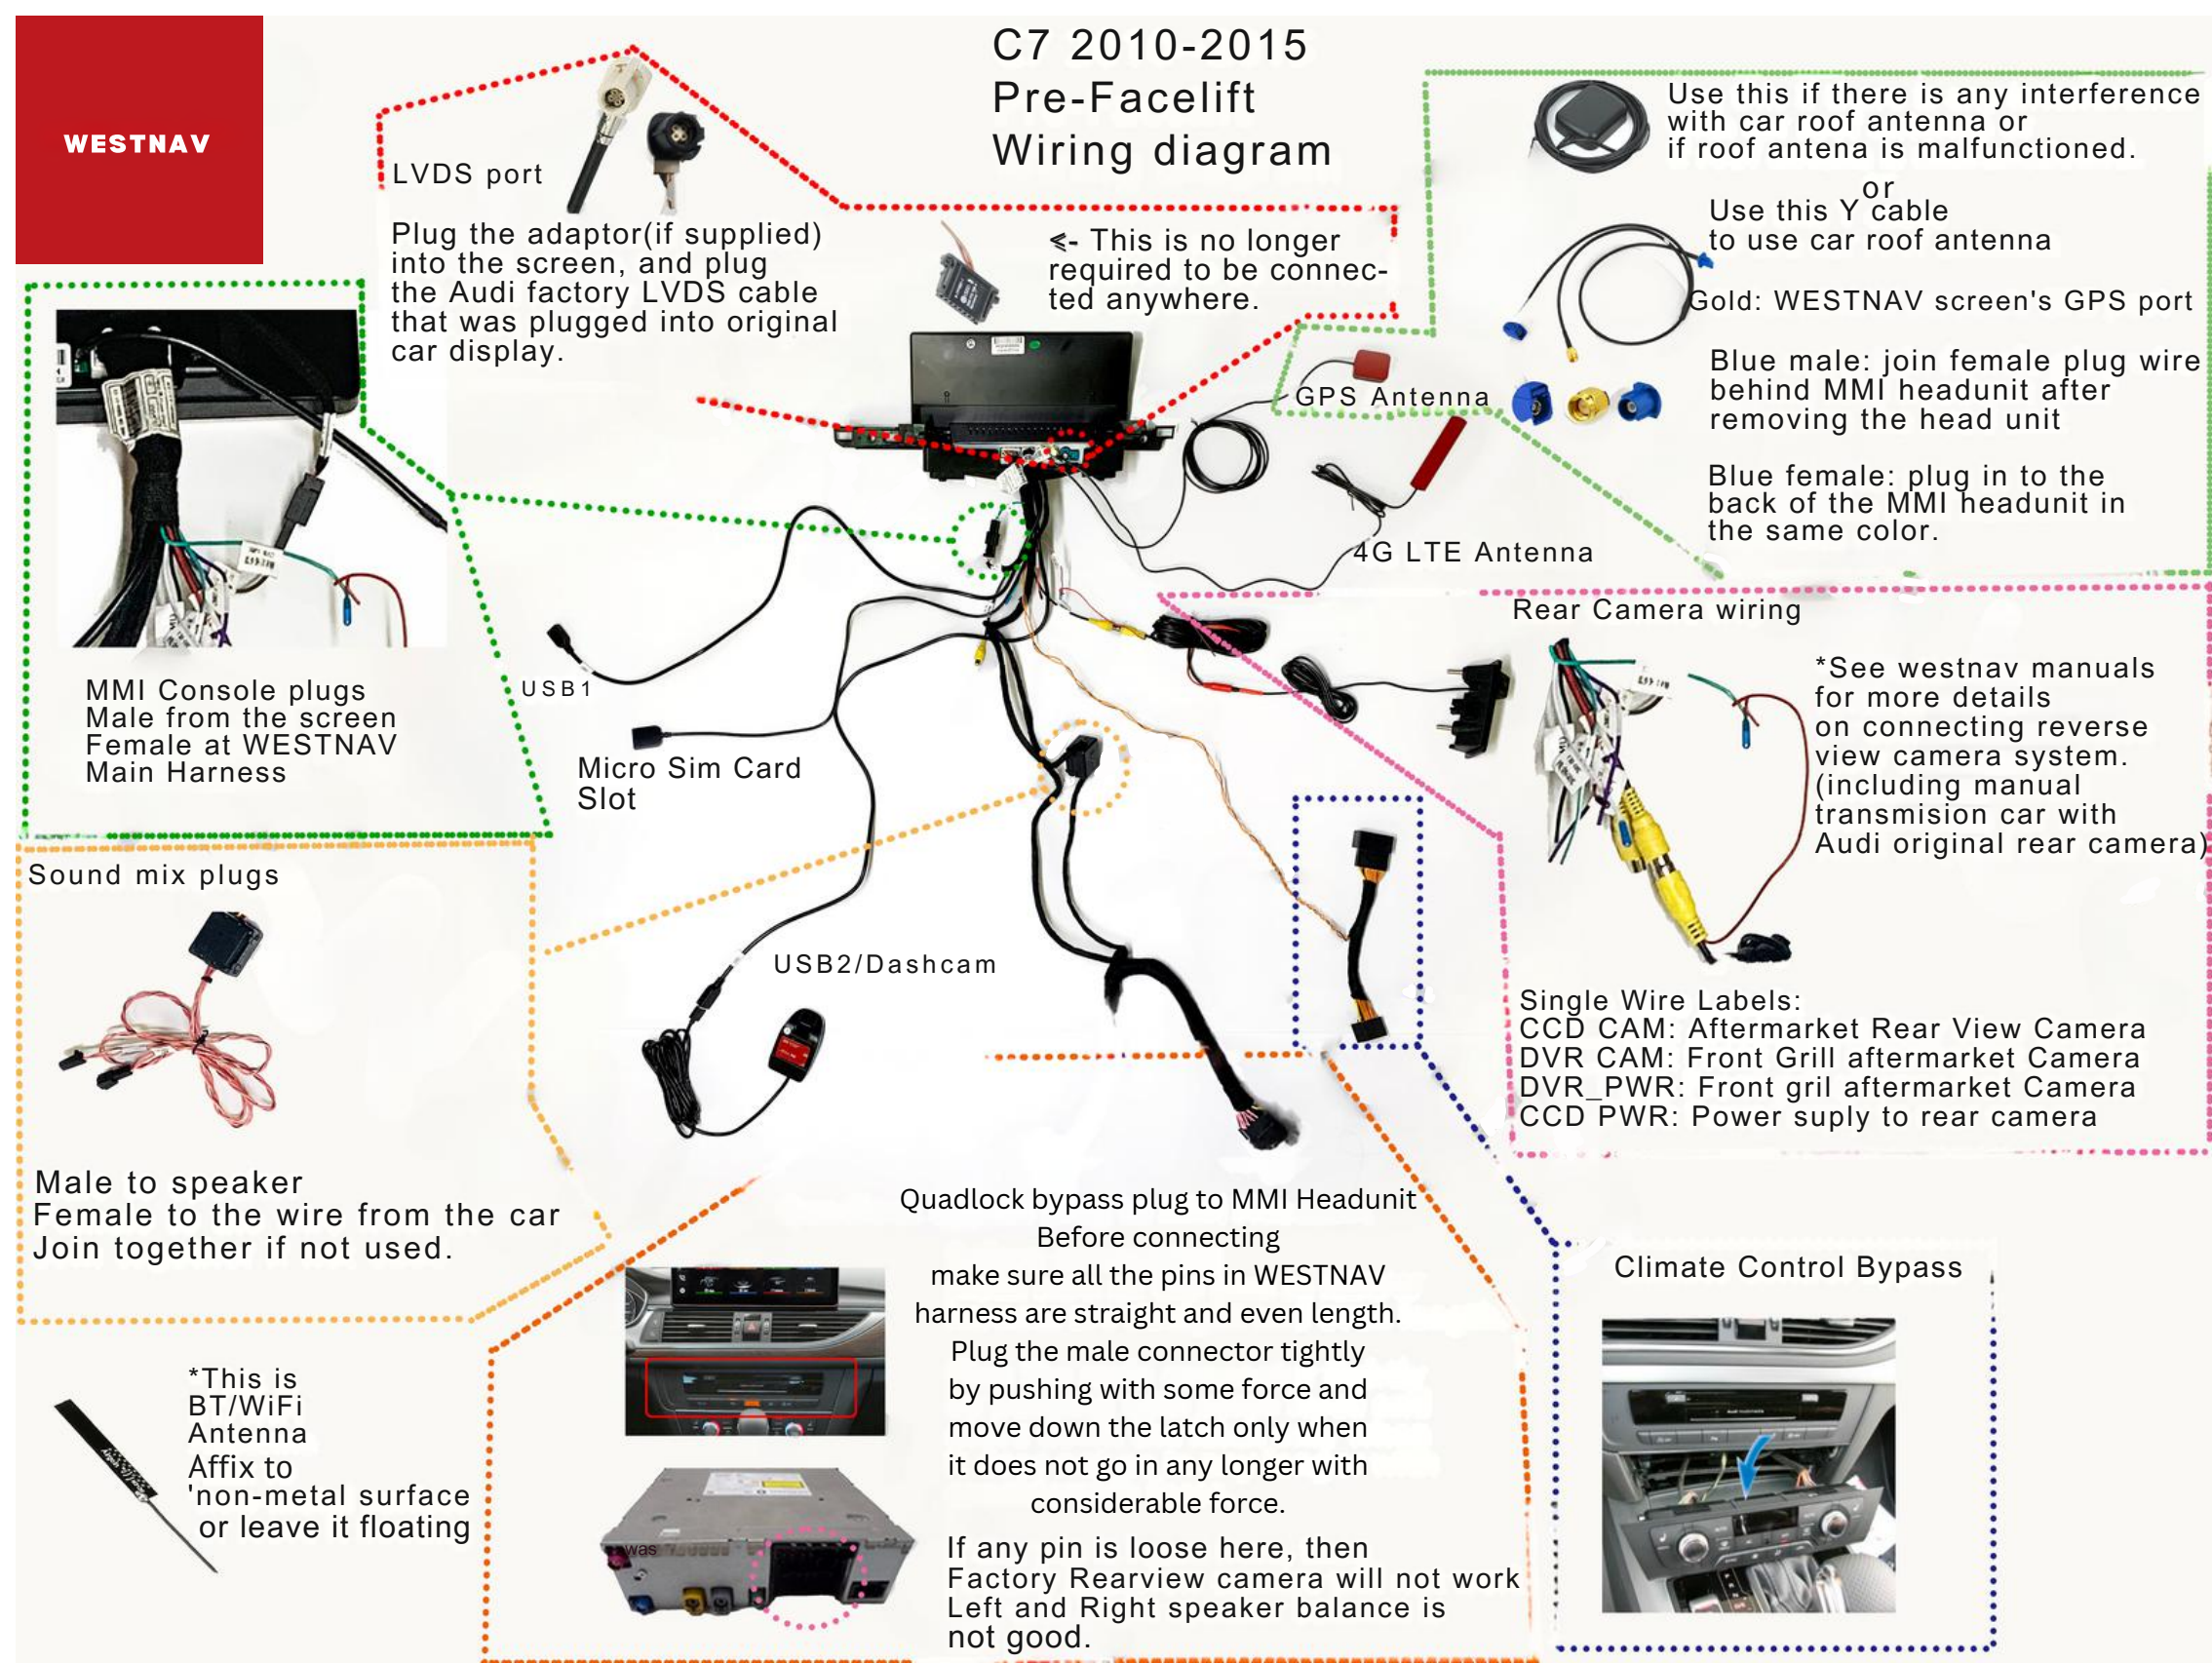 WESTNAV
C7 2010-2015
Pre-Facelift
Wiring diagram
LVDS port
Plug the adaptor(if supplied)
into the screen, and plug
the Audi factory LVDS cable
that was plugged into original
car display.
<- This is no longer
required to be connec-
ted anywhere.
Use this if there is any interference
with car roof antenna or
if roof antena is malfunctioned.
or
Use this Y cable
to use car roof antenna
Gold: WESTNAV screen's GPS port
Blue male: join female plug wire
behind MMI headunit after
removing the head unit
Blue female: plug in to the
back of the MMI headunit in
the same color.
GPS Antenna
4G LTE Antenna
MMI Console plugs
Male from the screen
Female at WESTNAV
Main Harness
USB1
Micro Sim Card
Slot
USB2/Dashcam
Rear Camera wiring
*See westnav manuals
for more details
on connecting reverse
view camera system.
(including manual
transmision car with
Audi original rear camera)
Single Wire Labels:
CCD CAM: Aftermarket Rear View Camera
DVR CAM: Front Grill aftermarket Camera
DVR_PWR: Front gril aftermarket Camera
CCD PWR: Power suply to rear camera
Sound mix plugs
Male to speaker
Female to the wire from the car
Join together if not used.
*This is
BT/WiFi
Antenna
Affix to
'non-metal surface
or leave it floating
Quadlock bypass plug to MMI Headunit
Before connecting
make sure all the pins in WESTNAV
harness are straight and even length.
Plug the male connector tightly
by pushing with some force and
move down the latch only when
it does not go in any longer with
considerable force.
was
If any pin is loose here, then
Factory Rearview camera will not work
Left and Right speaker balance is
not good.
Climate Control Bypass